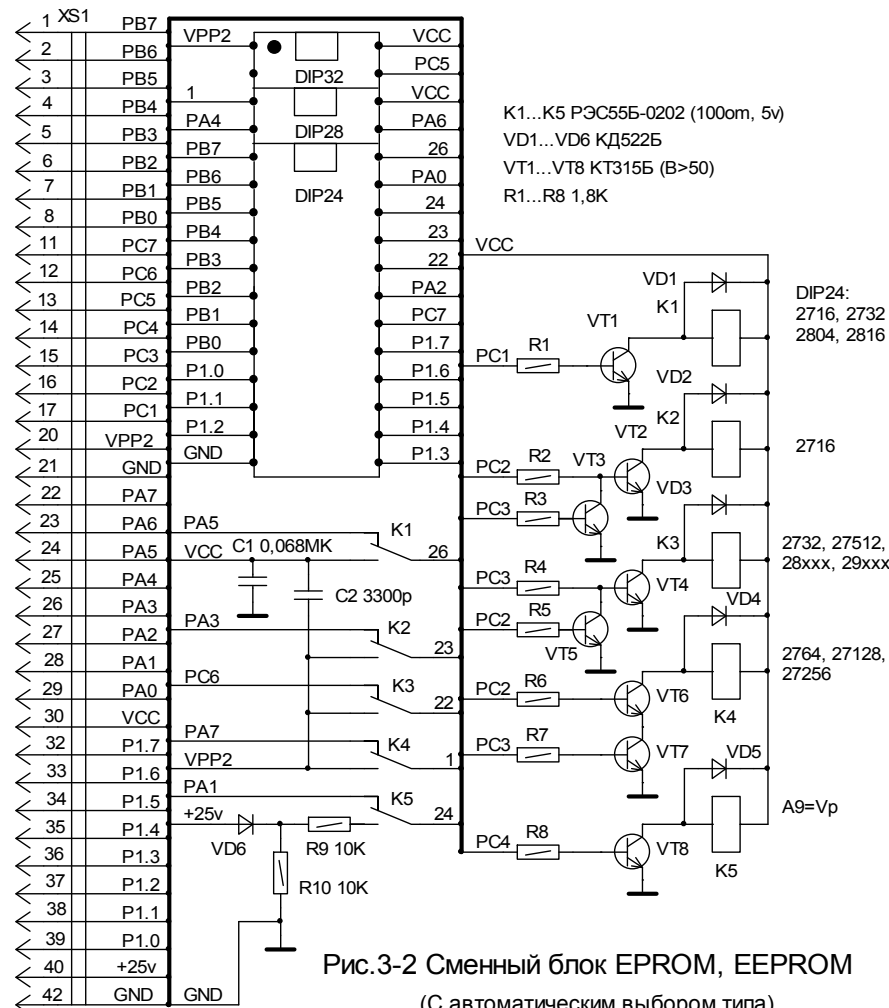 XS1
1 PB7
2 PB6
3 PB5
4 PB4
5 PB3
6 PB2
7 PB1
8 PB0
11 PC7
12 PC6
13 PC5
14 PC4
15 PC3
16 PC2
17 PC1
20 VPP2
21 GND
22 PA7
23 PA6
24 PA5
25 PA4
26 PA3
27 PA2
28 PA1
29 PA0
30 VCC
32 P1.7
33 P1.6
34 P1.5
35 P1.4
36 P1.3
37 P1.2
38 P1.1
39 P1.0
40 +25v
42 GND
VPP2 VCC
PC5
DIP32
1 VCC
PA4 PA6
DIP28
PB7 26
PB6 PA0
DIP24
PB5 24
PB4 23
PB3 22
PB2 PA2
PB1 PC7
PB0 P1.7
P1.0 P1.6
P1.1 P1.5
P1.2 P1.4
GND P1.3
PA5 K1
VCC C1 0,068МК 26
C2 3300p
PA3 K2
23
PC6 K3
22
PA7 K4
VPP2 1
PA1 K5
+25v 24
VD6 R9 10K
R10 10K
GND
K1...K5 РЭС55Б-0202 (100om, 5v)
VD1...VD6 КД522Б
VT1...VT8 КТ315Б (B>50)
R1...R8 1,8K
VCC
VD1
K1
VT1
PC1 R1
VD2
K2
VT2
PC2 R2 VT3
VD3
PC3 R3
K3
PC3 R4 VT4
VD4
PC2 R5
VT5
PC2 R6 VT6
K4
PC3 R7 VT7
VD5
PC4 R8 VT8
K5
DIP24:
2716, 2732
2804, 2816
2716
2732, 27512,
28xxx, 29xxx
2764, 27128,
27256
A9=Vp
Рис.3-2 Сменный блок EPROM, EEPROM
(С автоматическим выбором типа)